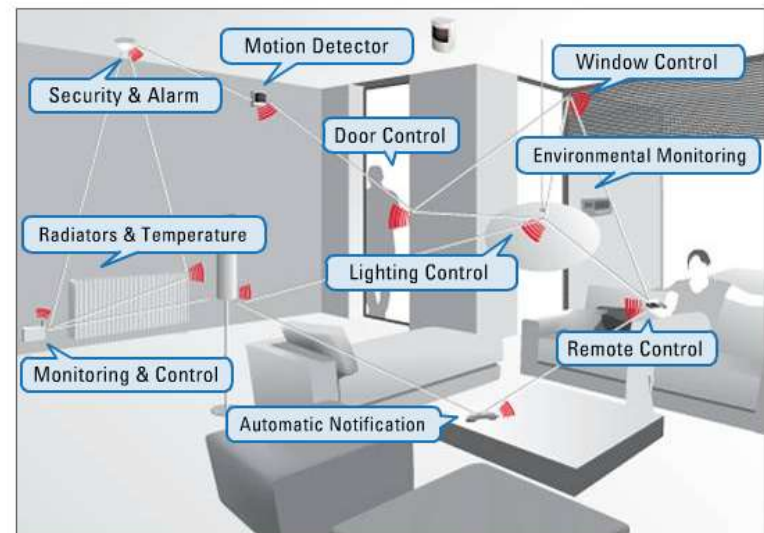 Motion Detector
Window Control
Security & Alarm
Door Control
Environmental Monitoring
Radiators & Temperature
Lighting Control
Remote Control
Monitoring & Control
Automatic Notification